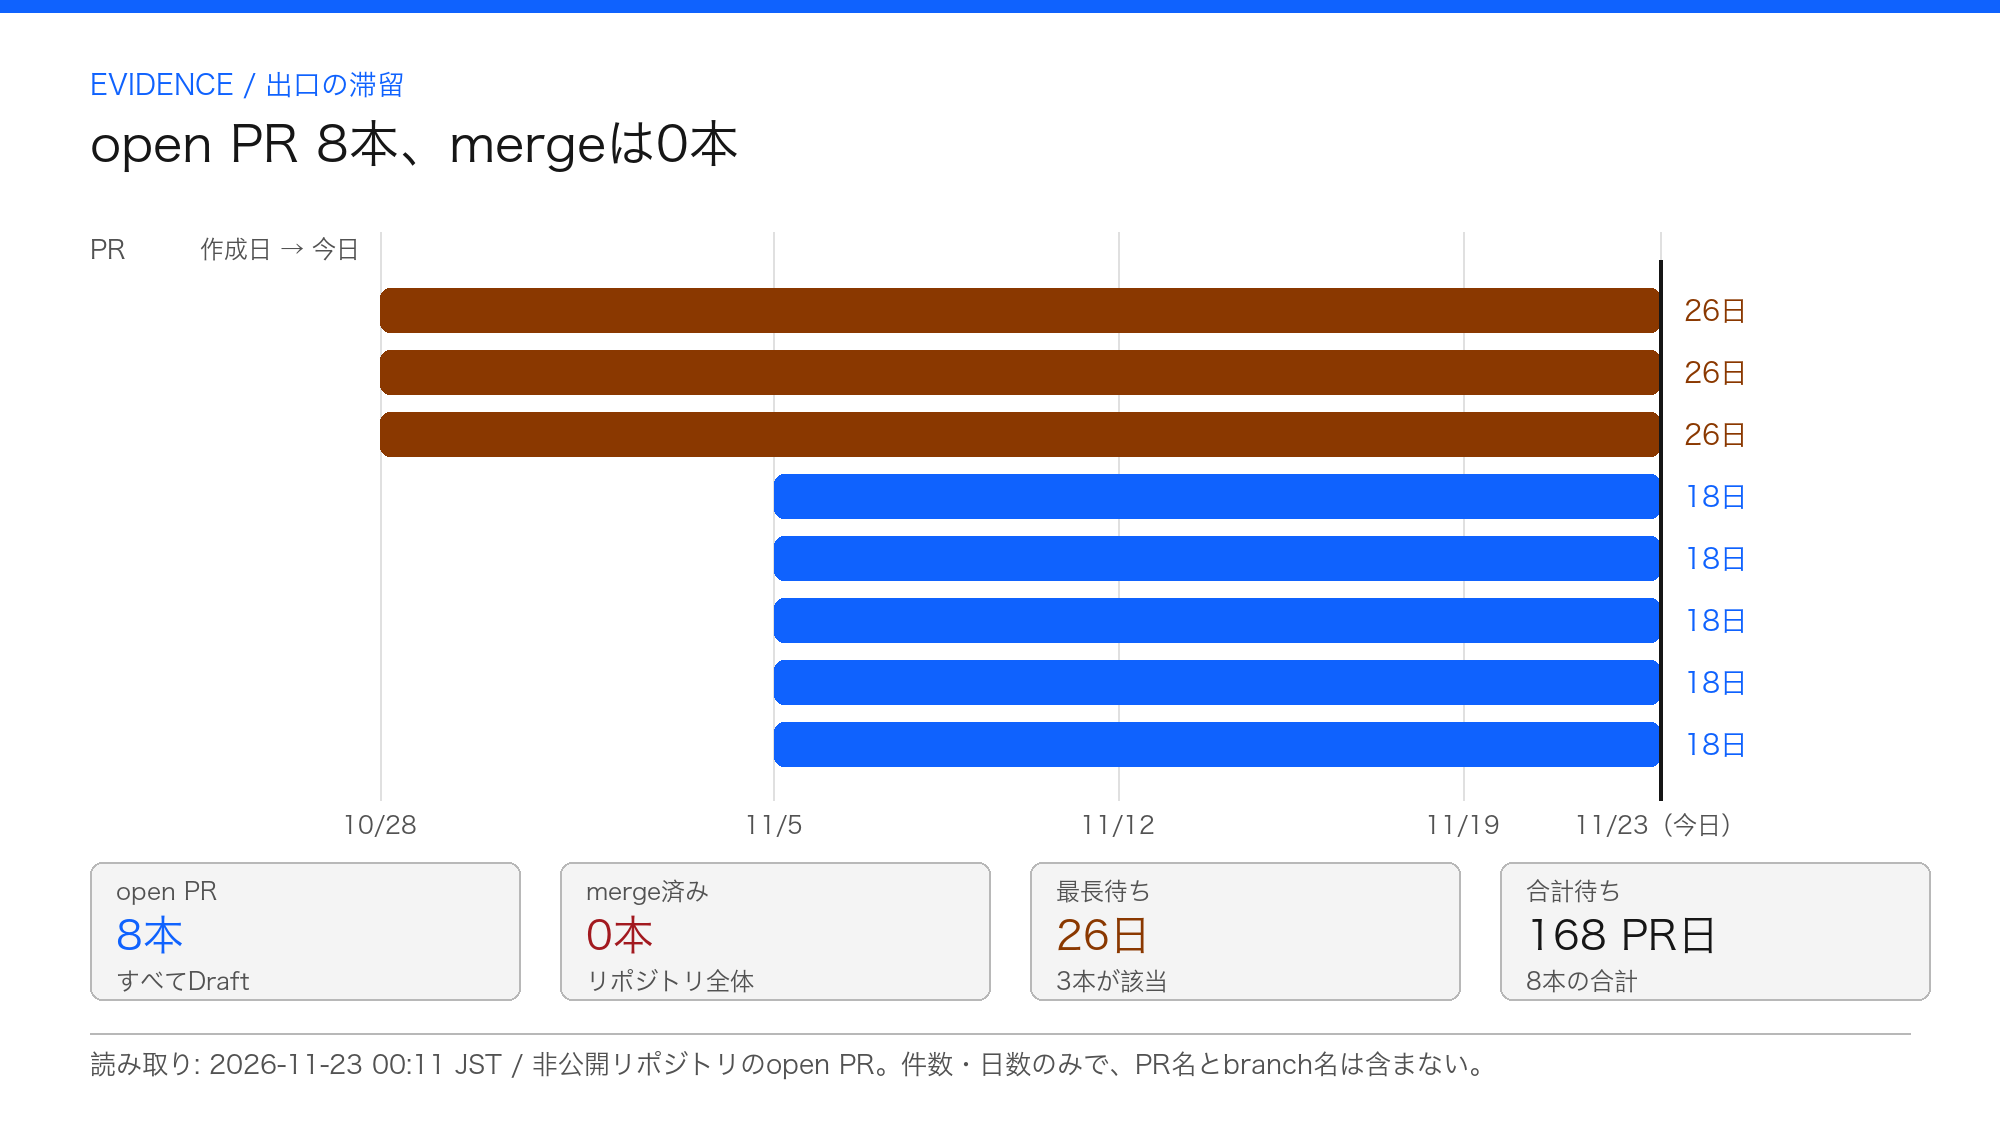 EVIDENCE / 出口の滞留
open PR 8本、mergeは0本
PR 作成日 → 今日
26日
26日
26日
18日
18日
18日
18日
18日
10/28 11/5 11/12 11/19 11/23（今日）
open PR
8本
すべてDraft
merge済み
0本
リポジトリ全体
最長待ち
26日
3本が該当
合計待ち
168 PR日
8本の合計
読み取り: 2026-11-23 00:11 JST / 非公開リポジトリのopen PR。件数・日数のみで、PR名とbranch名は含まない。